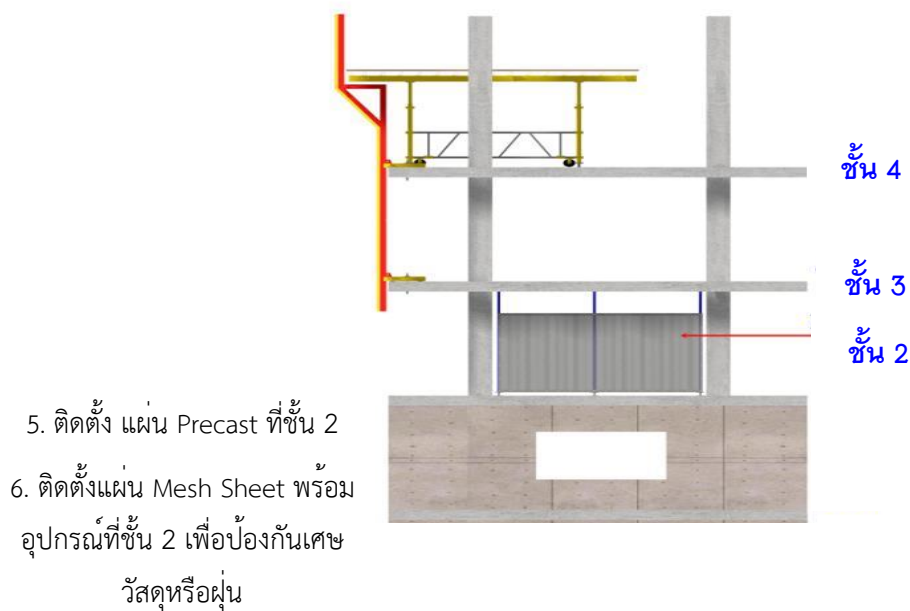 ชั้น 4
ชั้น 3
ชั้น 2
5. ติดตั้ง แผ่น Precast ที่ชั้น 2
6. ติดตั้งแผ่น Mesh Sheet พร้อม
อุปกรณ์ที่ชั้น 2 เพื่อป้องกันเศษ
วัสดุหรือฝุ่น